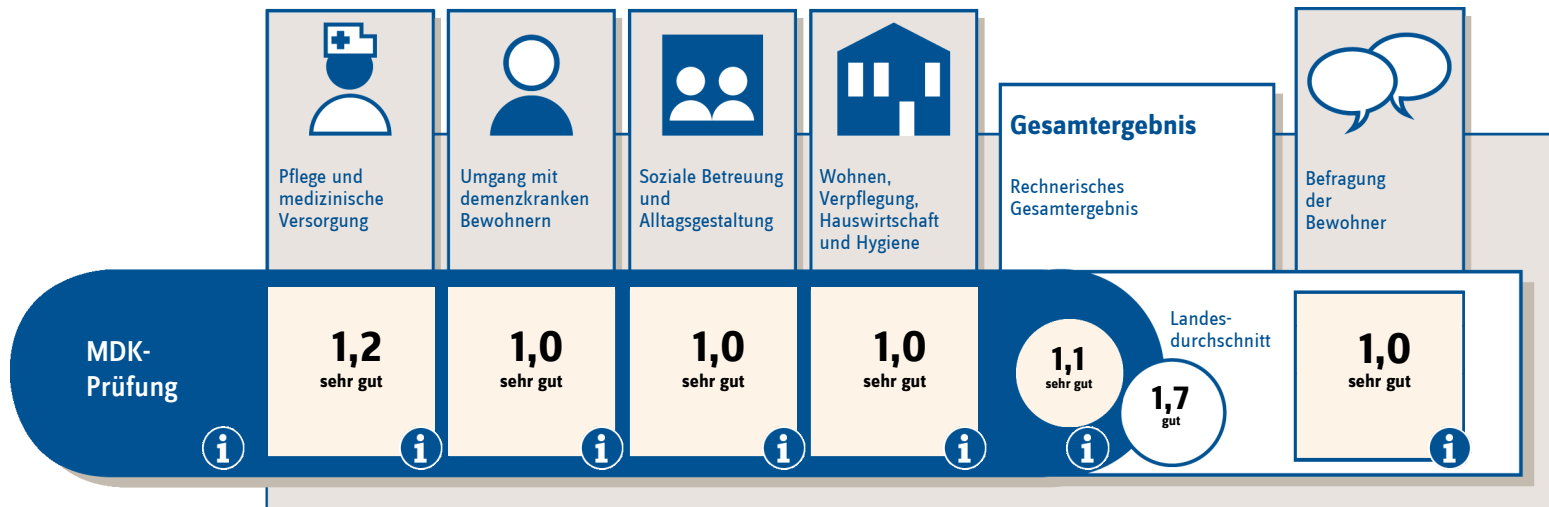 Pflege und
medizinische
Versorgung
Umgang mit
demenzkranken
Bewohnern
Soziale Betreuung
und
Alltagsgestaltung
Wohnen,
Verpflegung,
Hauswirtschaft
und Hygiene
Gesamtergebnis
Rechnerisches
Gesamtergebnis
Befragung
der
Bewohner
MDK-
Prüfung
i
1,2
sehr gut
i
1,0
sehr gut
i
1,0
sehr gut
i
1,0
sehr gut
i
1,1
sehr gut
i
Landes-
durchschnitt
1,7
gut
1,0
sehr gut
i